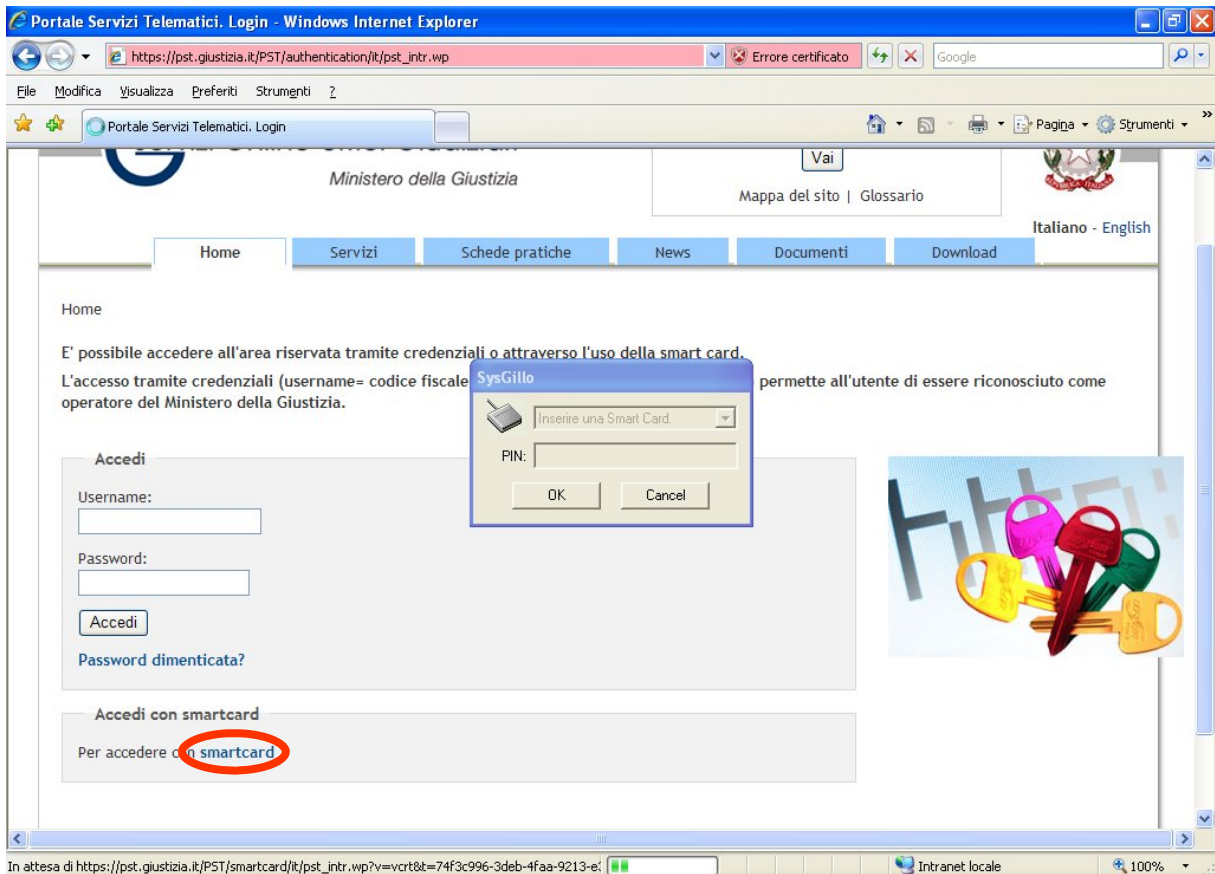 Portale Servizi Telematici. Login - Windows Internet Explorer
https://pst.giustizia.it/PST/authentication/it/pst_intr.wp
Errore certificato
Google
File Modifica Visualizza Preferiti Strumenti ?
Portale Servizi Telematici. Login
Pagina
Strumenti
Ministero della Giustizia
Vai
Mappa del sito | Glossario
Italiano - English
Home Servizi Schede pratiche News Documenti Download
Home
E' possibile accedere all'area riservata tramite credenziali o attraverso l'uso della smart card.
L'accesso tramite credenziali (username= codice fiscale permette all'utente di essere riconosciuto come
operatore del Ministero della Giustizia.
SysGillo
Inserire una Smart Card.
PIN:
OK Cancel
Accedi
Username:
Password:
Accedi
Password dimenticata?
Accedi con smartcard
Per accedere con smartcard
In attesa di https://pst.giustizia.it/PST/smartcard/it/pst_intr.wp?v=vcrt&t=74f3c996-3deb-4faa-9213-e
Intranet locale
100%